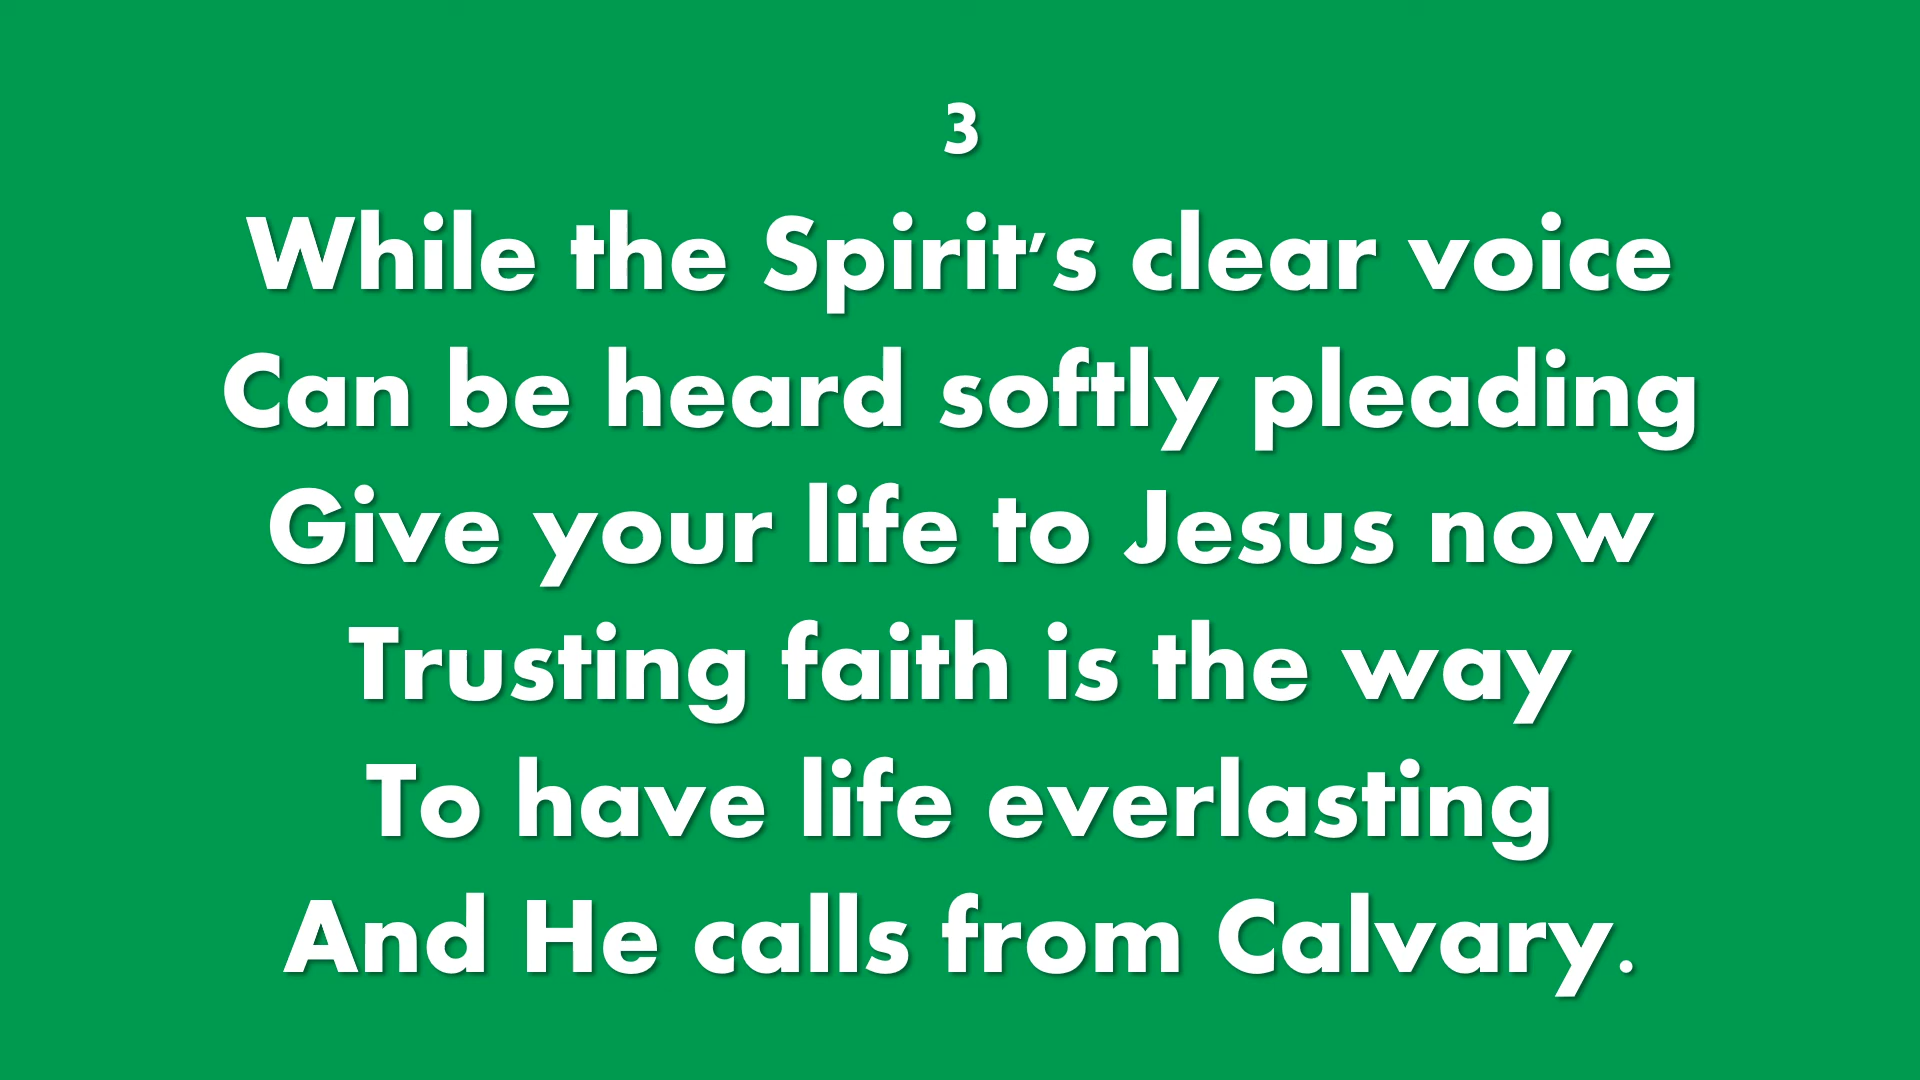 3
While the Spirit's clear voice
Can be heard softly pleading
Give your life to Jesus now
Trusting faith is the way
To have life everlasting
And He calls from Calvary.